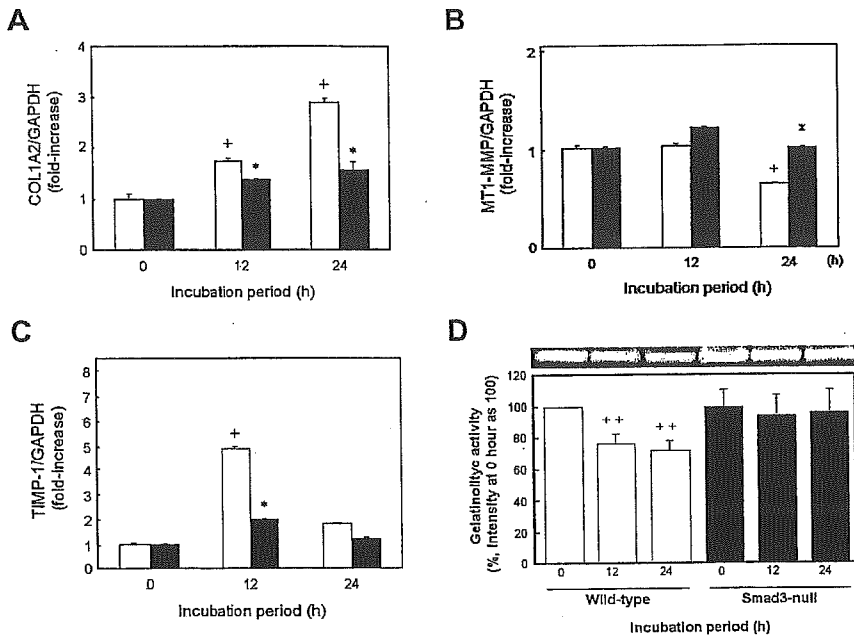 A
COL1A2/GAPDH
(fold-increase)
4
3
2
1
0
+
*
+
*
0
12
24
Incubation period (h)
B
MT1-MMP/GAPDH
(fold-increase)
2
1
0
+
*
0
12
24
(h)
Incubation period (h)
C
TIMP-1/GAPDH
(fold-increase)
8
6
5
4
3
2
1
0
+
*
0
12
24
Incubation period (h)
D
Gelatinolityc activity
(%, Intensity at 0 hour as 100)
120
100
80
60
40
20
0
++
++
0
12
24
0
12
24
Wild-type
Smad3-null
Incubation period (h)